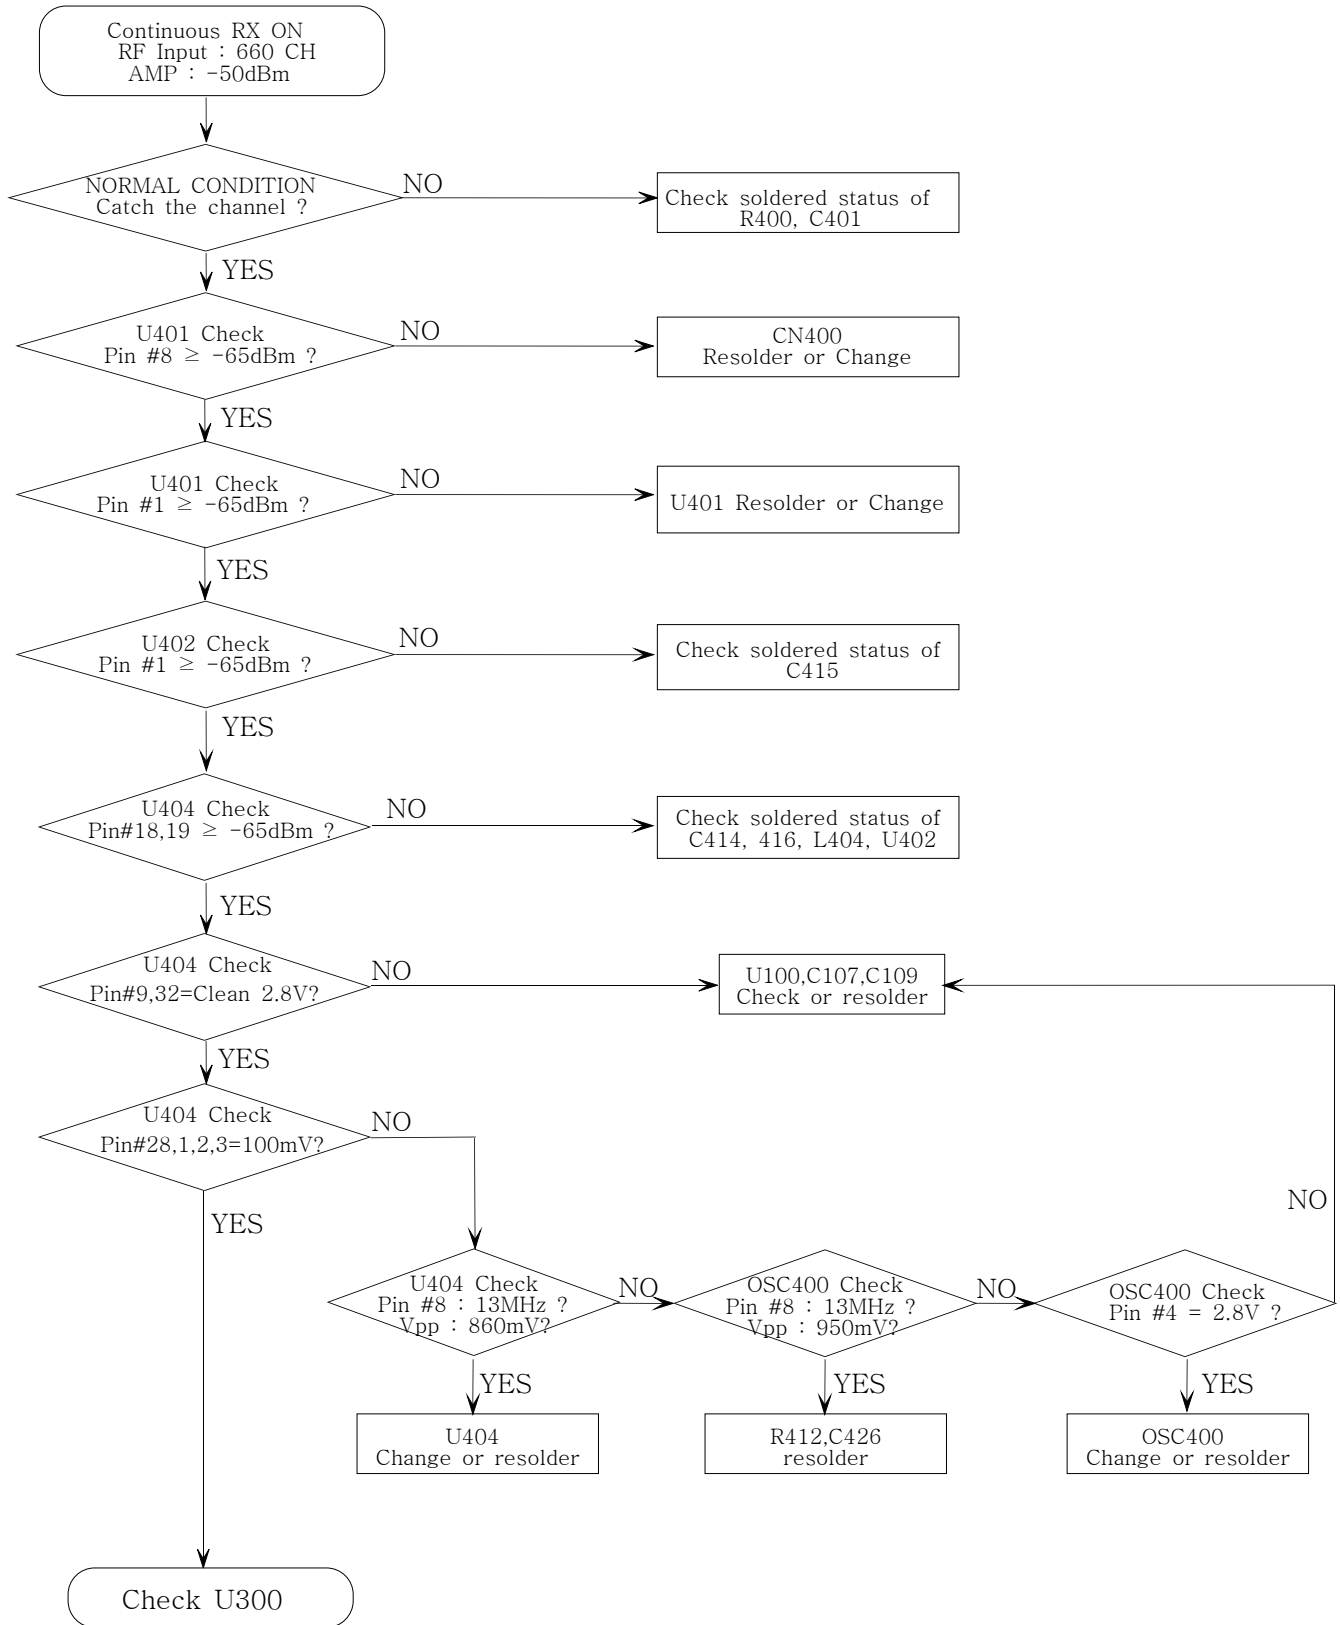 Continuous RX ON
RF Input : 660 CH
AMP : -50dBm
NORMAL CONDITION
Catch the channel ?
NO
Check soldered status of
R400, C401
YES
U401 Check
Pin #8 ≥ -65dBm ?
NO
CN400
Resolder or Change
YES
U401 Check
Pin #1 ≥ -65dBm ?
NO
U401 Resolder or Change
YES
U402 Check
Pin #1 ≥ -65dBm ?
NO
Check soldered status of
C415
YES
U404 Check
Pin#18,19 ≥ -65dBm ?
NO
Check soldered status of
C414, 416, L404, U402
YES
U404 Check
Pin#9,32=Clean 2.8V?
NO
U100,C107,C109
Check or resolder
YES
U404 Check
Pin#28,1,2,3=100mV?
NO
YES
NO
U404 Check
Pin #8 : 13MHz ?
Vpp : 860mV?
NO
OSC400 Check
Pin #8 : 13MHz ?
Vpp : 950mV?
NO
OSC400 Check
Pin #4 = 2.8V ?
YES
YES
YES
U404
Change or resolder
R412,C426
resolder
OSC400
Change or resolder
Check U300